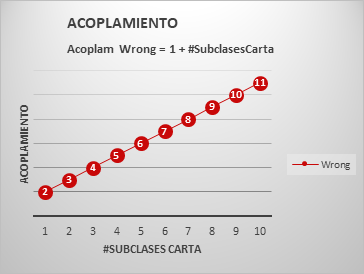 ACOPLAMIENTO
Acoplam Wrong = 1 + #SubclasesCarta
ACOPLAMIENTO
2
3
4
5
6
7
8
9
10
11
1 2 3 4 5 6 7 8 9 10
#SUBCLASES CARTA
Wrong